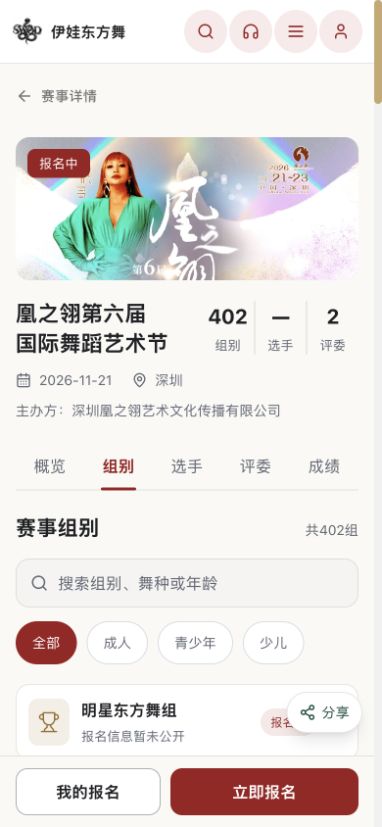 伊娃东方舞
赛事详情
报名中
凰之翎
第6届
2026
21-23
中国·深圳
凰之翎第六届
国际舞蹈艺术节
402
组别
—
选手
2
评委
2026-11-21
深圳
主办方：深圳凰之翎艺术文化传播有限公司
概览
组别
选手
评委
成绩
赛事组别
共402组
搜索组别、舞种或年龄
全部
成人
青少年
少儿
明星东方舞组
报名信息暂未公开
报名
分享
我的报名
立即报名